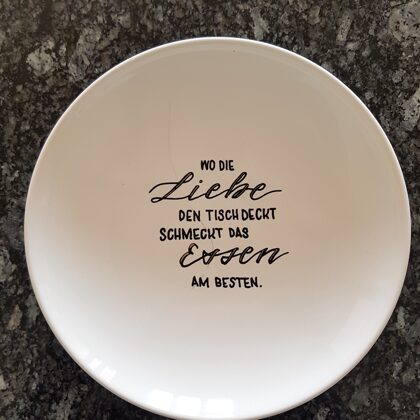 WO DIE
Liebe
DEN TISCH DECKT
SCHMECKT DAS
Essen
AM BESTEN.